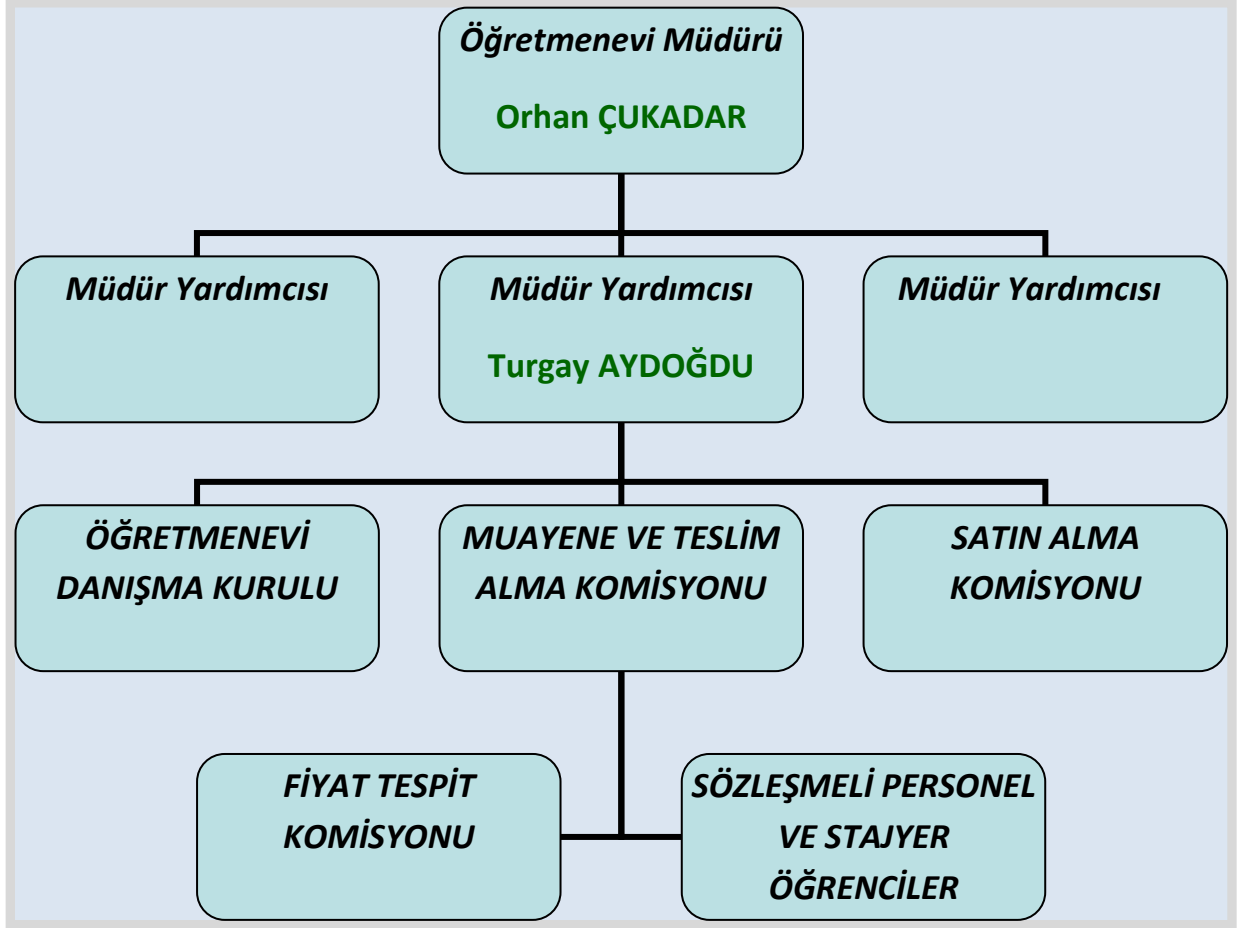 Öğretmenevi Müdürü
Orhan ÇUKADAR
Müdür Yardımcısı
Müdür Yardımcısı
Turgay AYDOĞDU
Müdür Yardımcısı
ÖĞRETMENEVİ
DANIŞMA KURULU
MUAYENE VE TESLİM
ALMA KOMİSYONU
SATIN ALMA
KOMİSYONU
FİYAT TESPİT
KOMİSYONU
SÖZLEŞMELİ PERSONEL
VE STAJYER
ÖĞRENCİLER